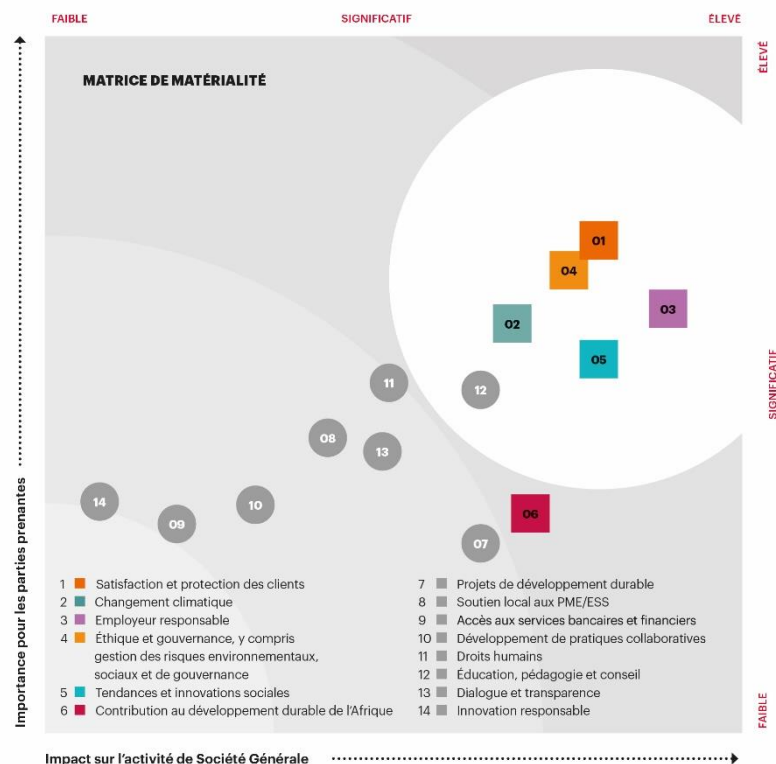 FAIBLE
SIGNIFICATIF
ÉLEVÉ
ÉLEVÉ
MATRICE DE MATÉRIALITÉ
01
04
03
02
05
SIGNIFICATIF
11
12
08
13
14
10
09
06
07
Importance pour les parties prenantes
1 Satisfaction et protection des clients
2 Changement climatique
3 Employeur responsable
4 Éthique et gouvernance, y compris
gestion des risques environnementaux,
sociaux et de gouvernance
5 Tendances et innovations sociales
6 Contribution au développement durable de l'Afrique
7 Projets de développement durable
8 Soutien local aux PME/ESS
9 Accès aux services bancaires et financiers
10 Développement de pratiques collaboratives
11 Droits humains
12 Éducation, pédagogie et conseil
13 Dialogue et transparence
14 Innovation responsable
FAIBLE
Impact sur l'activité de Société Générale